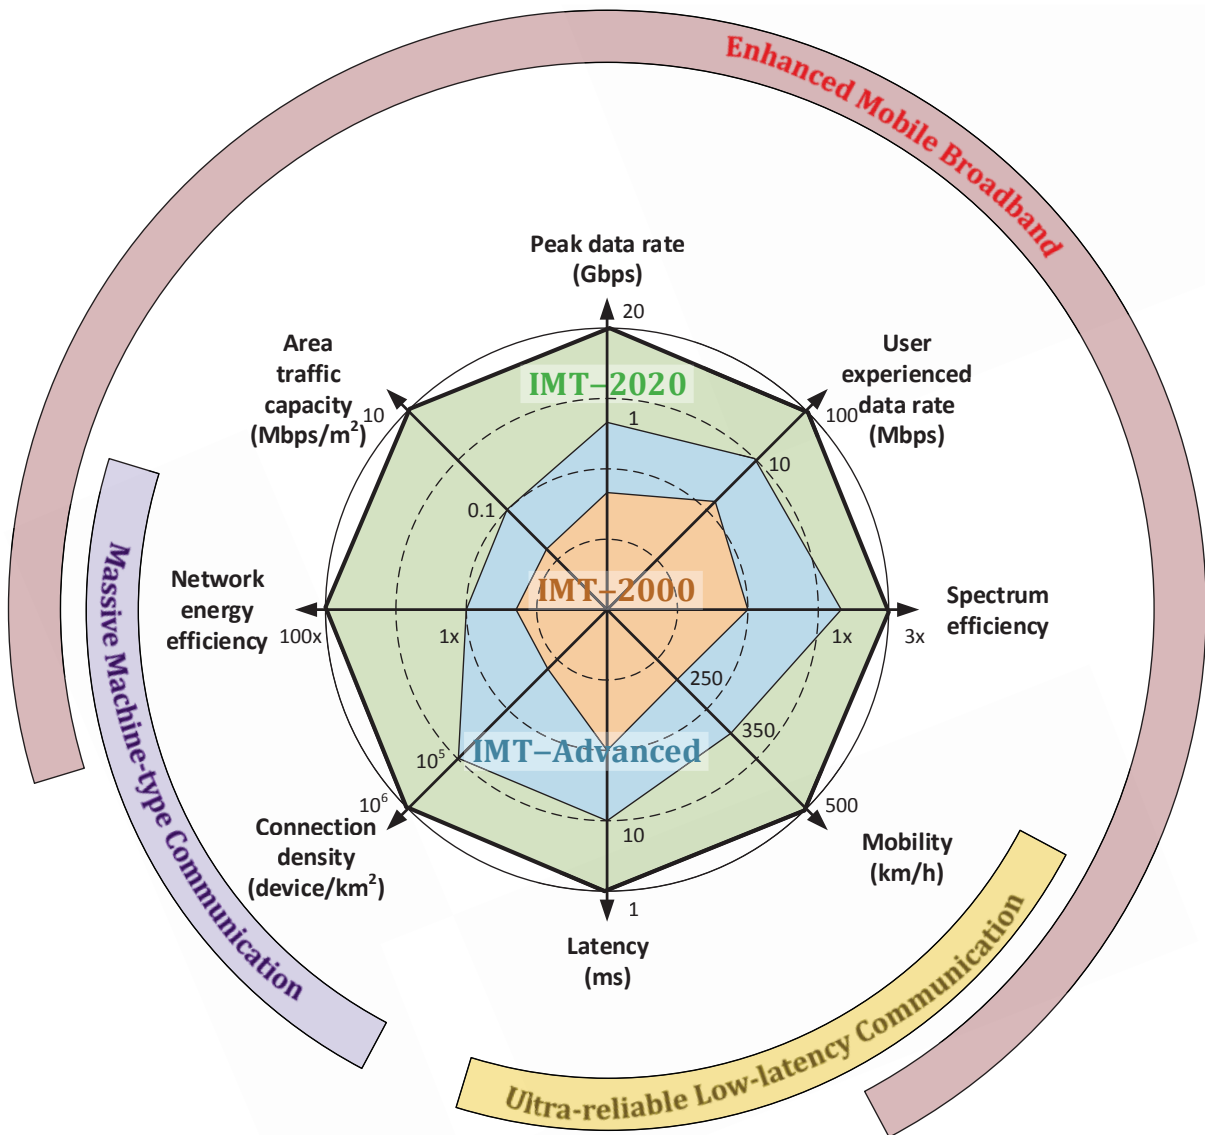 Enhanced Mobile Broadband
Peak data rate
(Gbps)
20
Area
traffic
capacity
(Mbps/m²)
10
User
experienced
data rate
(Mbps)
100
IMT−2020
1
10
0.1
Network
energy
efficiency
100x
1x
IMT−2000
Spectrum
efficiency
1x
3x
250
350
IMT−Advanced
10⁵
10⁶
500
Connection
density
(device/km²)
10
Mobility
(km/h)
1
Latency
(ms)
Massive Machine-type Communication
Ultra-reliable Low-latency Communication